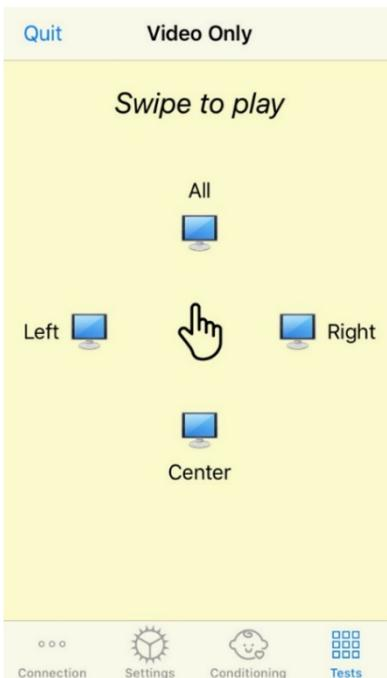 Quit Video Only
Swipe to play
All
Left Right
Center
Connection Settings Conditioning Tests